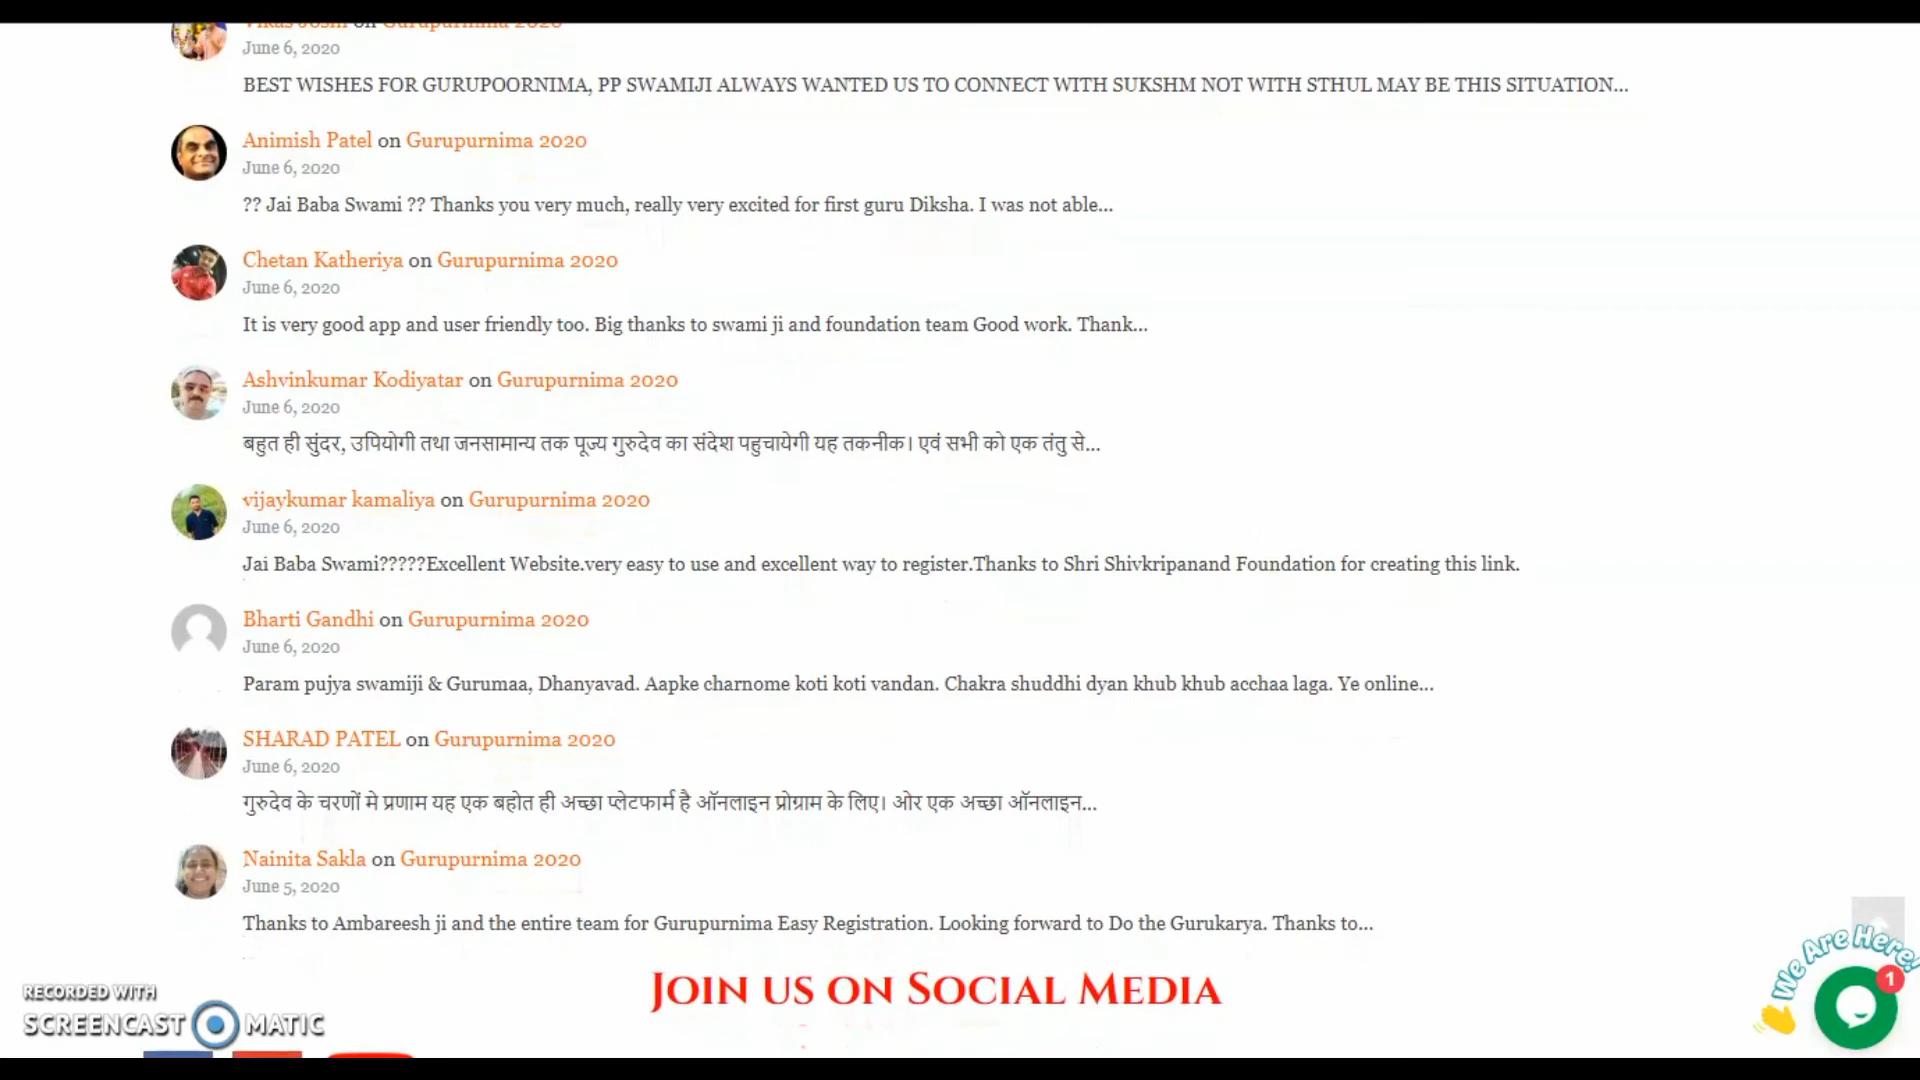 Vikas Joshi on Gurupurnima 2020
June 6, 2020
BEST WISHES FOR GURUPOORNIMA, PP SWAMIJI ALWAYS WANTED US TO CONNECT WITH SUKSHM NOT WITH STHUL MAY BE THIS SITUATION...
Animish Patel on Gurupurnima 2020
June 6, 2020
?? Jai Baba Swami ?? Thanks you very much, really very excited for first guru Diksha. I was not able...
Chetan Katheriya on Gurupurnima 2020
June 6, 2020
It is very good app and user friendly too. Big thanks to swami ji and foundation team Good work. Thank...
Ashvinkumar Kodiyatar on Gurupurnima 2020
June 6, 2020
बहुत ही सुंदर, उपियोगी तथा जनसामान्य तक पूज्य गुरुदेव का संदेश पहुचायेगी यह तकनीक। एवं सभी को एक तंतु से...
vijaykumar kamaliya on Gurupurnima 2020
June 6, 2020
Jai Baba Swami?????Excellent Website.very easy to use and excellent way to register.Thanks to Shri Shivkripanand Foundation for creating this link.
Bharti Gandhi on Gurupurnima 2020
June 6, 2020
Param pujya swamiji & Gurumaa, Dhanyavad. Aapke charnome koti koti vandan. Chakra shuddhi dyan khub khub acchaa laga. Ye online...
SHARAD PATEL on Gurupurnima 2020
June 6, 2020
गुरुदेव के चरणों मे प्रणाम यह एक बहोत ही अच्छा प्लेटफार्म है ऑनलाइन प्रोग्राम के लिए। ओर एक अच्छा ऑनलाइन...
Nainita Sakla on Gurupurnima 2020
June 5, 2020
Thanks to Ambareesh ji and the entire team for Gurupurnima Easy Registration. Looking forward to Do the Gurukarya. Thanks to...
JOIN US ON SOCIAL MEDIA
We Are Here!
1
RECORDED WITH
SCREENCAST MATIC